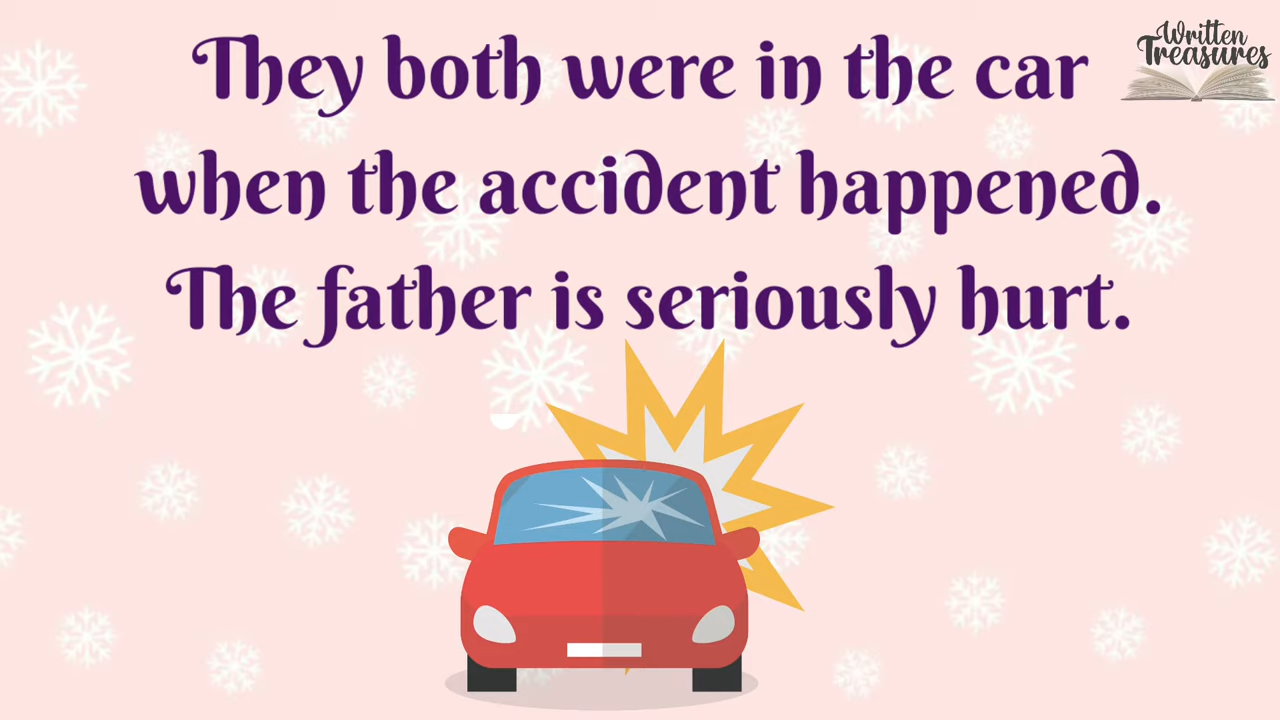 They both were in the car
when the accident happened.
The father is seriously hurt.
Written
Treasures